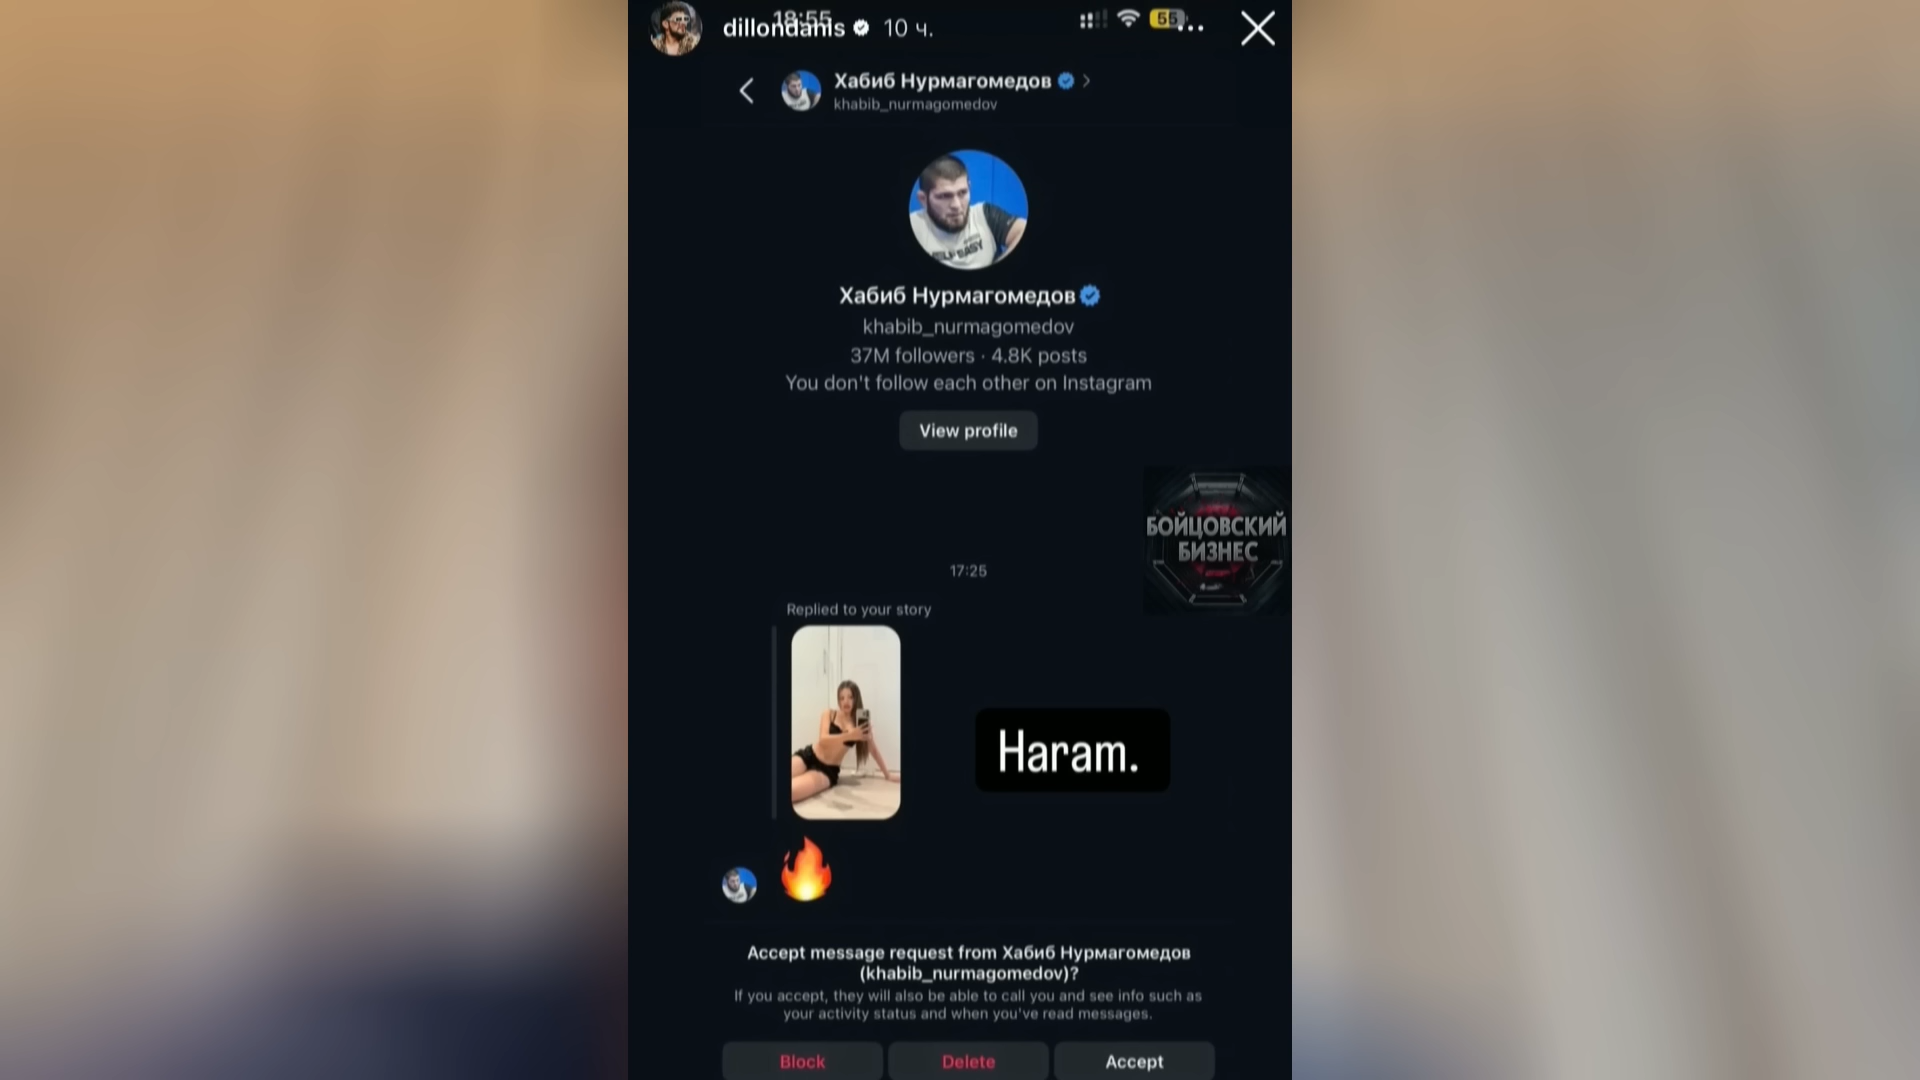 18:55
55
dillondanis 10 ч.
Хабиб Нурмагомедов
khabib_nurmagomedov
Хабиб Нурмагомедов
khabib_nurmagomedov
37M followers · 4.8K posts
You don't follow each other on Instagram
View profile
БОЙЦОВСКИЙ
БИЗНЕС
17:25
Replied to your story
Haram.
Accept message request from Хабиб Нурмагомедов
(khabib_nurmagomedov)?
If you accept, they will also be able to call you and see info such as
your activity status and when you've read messages.
Block Delete Accept